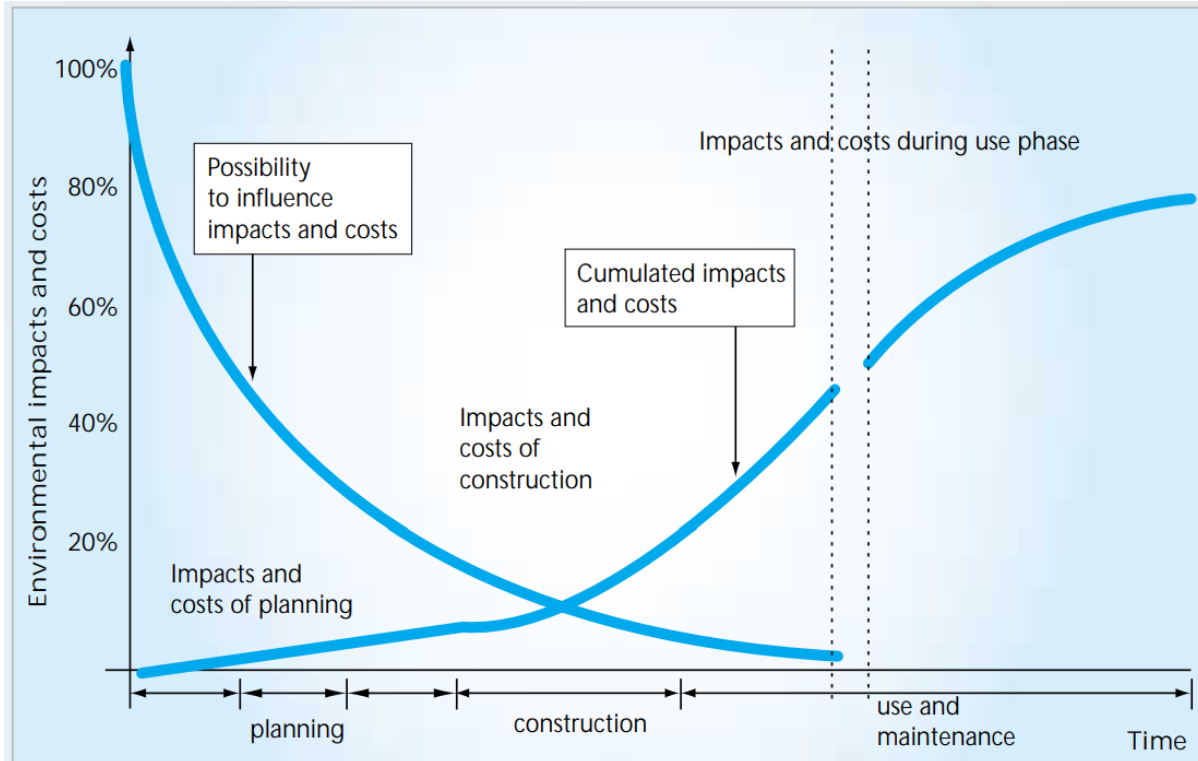 Environmental impacts and costs
100%
80%
60%
40%
20%
Possibility
to influence
impacts and costs
Impacts and costs during use phase
Cumulated impacts
and costs
Impacts and
costs of
construction
Impacts and
costs of planning
planning
construction
use and
maintenance
Time